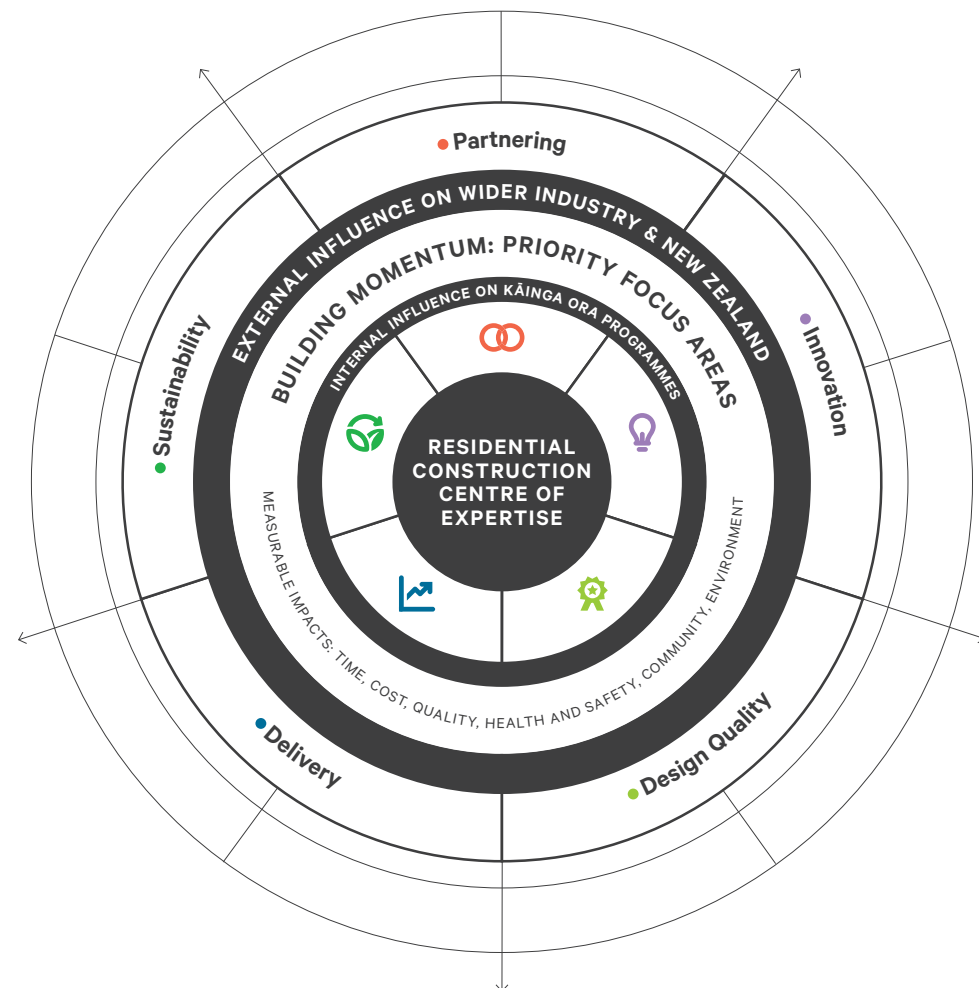 Partnering
EXTERNAL INFLUENCE ON WIDER INDUSTRY & NEW ZEALAND
BUILDING MOMENTUM: PRIORITY FOCUS AREAS
INTERNAL INFLUENCE ON KĀINGA ORA PROGRAMMES
Sustainability
Innovation
RESIDENTIAL
CONSTRUCTION
CENTRE OF
EXPERTISE
MEASURABLE IMPACTS: TIME, COST, QUALITY, HEALTH AND SAFETY, COMMUNITY, ENVIRONMENT
Delivery
Design Quality